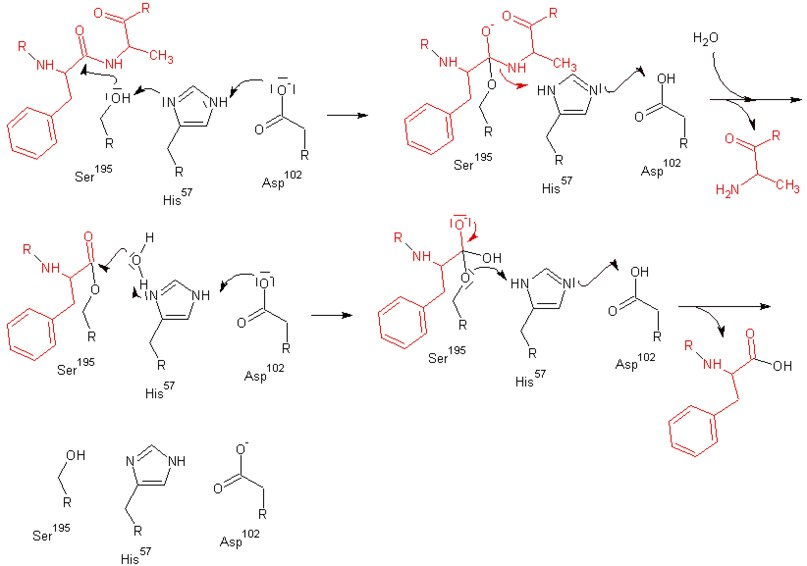 O
R
O
R
NH
NH
CH3
OH
R
Ser195
N
NH
R
His57
O-
O
R
Asp102
O
R
O-
R
NH
NH
CH3
O
R
Ser195
HN
N
R
His57
OH
O
R
Asp102
H2O
O
R
H2N
CH3
O
R
NH
O
R
Ser195
H
O
H
N
NH
R
His57
O-
O
R
Asp102
O-
R
NH
OH
O
R
Ser195
HN
N
R
His57
OH
O
R
Asp102
O
R
NH
OH
OH
R
Ser195
N
NH
R
His57
O-
O
R
Asp102